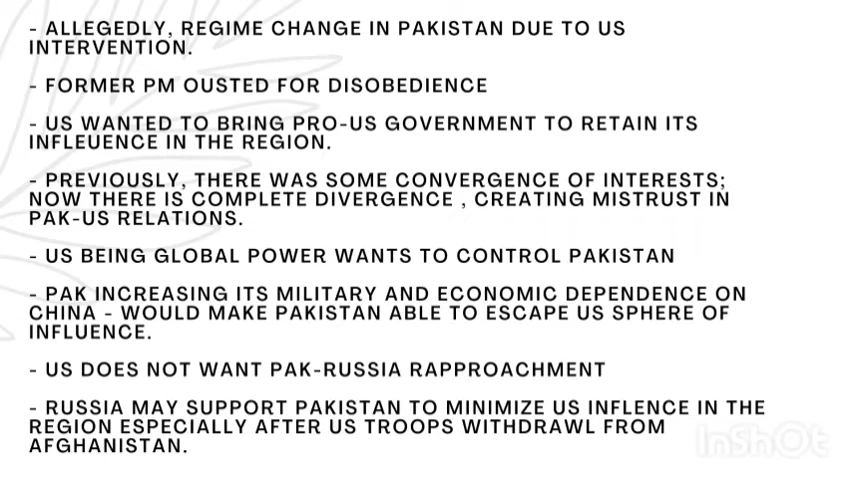 - ALLEGEDLY, REGIME CHANGE IN PAKISTAN DUE TO US
INTERVENTION.
- FORMER PM OUSTED FOR DISOBEDIENCE
- US WANTED TO BRING PRO-US GOVERNMENT TO RETAIN ITS
INFLEUENCE IN THE REGION.
- PREVIOUSLY, THERE WAS SOME CONVERGENCE OF INTERESTS;
NOW THERE IS COMPLETE DIVERGENCE , CREATING MISTRUST IN
PAK-US RELATIONS.
- US BEING GLOBAL POWER WANTS TO CONTROL PAKISTAN
- PAK INCREASING ITS MILITARY AND ECONOMIC DEPENDENCE ON
CHINA - WOULD MAKE PAKISTAN ABLE TO ESCAPE US SPHERE OF
INFLUENCE.
- US DOES NOT WANT PAK-RUSSIA RAPPROACHMENT
- RUSSIA MAY SUPPORT PAKISTAN TO MINIMIZE US INFLENCE IN THE
REGION ESPECIALLY AFTER US TROOPS WITHDRAWL FROM
AFGHANISTAN.
InShOt